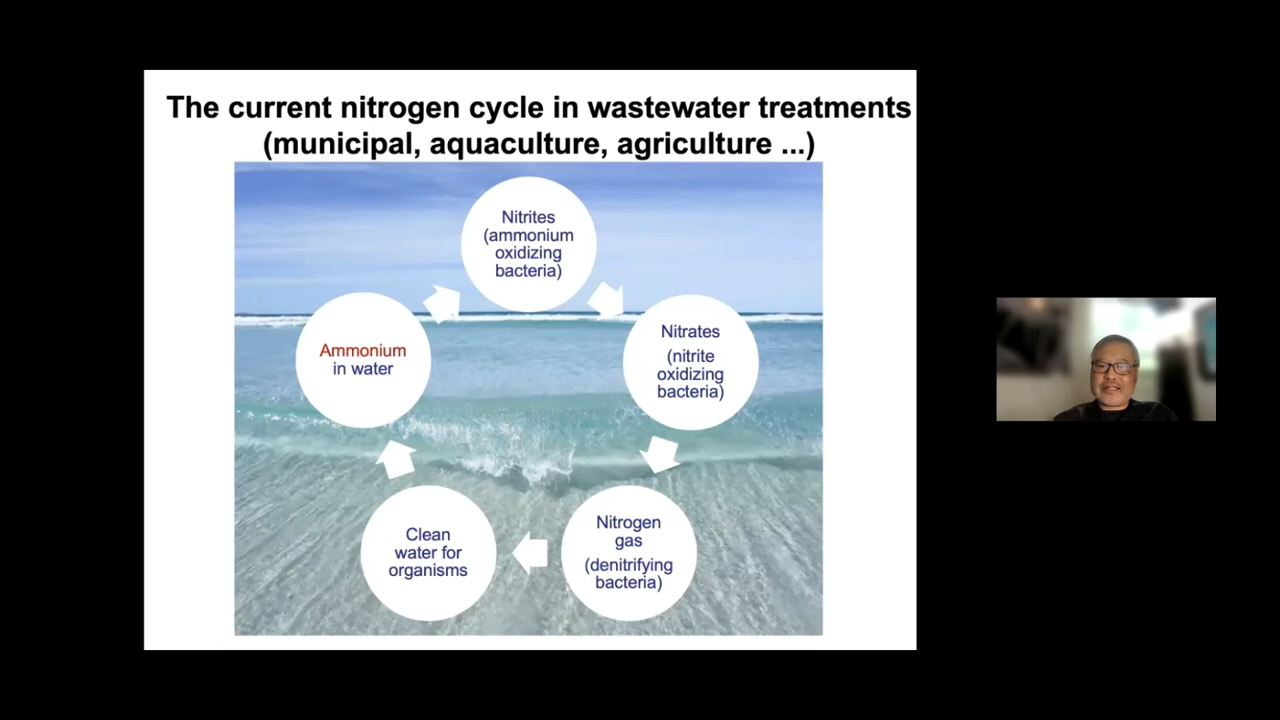 The current nitrogen cycle in wastewater treatments
(municipal, aquaculture, agriculture ...)
Nitrites
(ammonium
oxidizing
bacteria)
Nitrates
(nitrite
oxidizing
bacteria)
Nitrogen
gas
(denitrifying
bacteria)
Clean
water for
organisms
Ammonium
in water